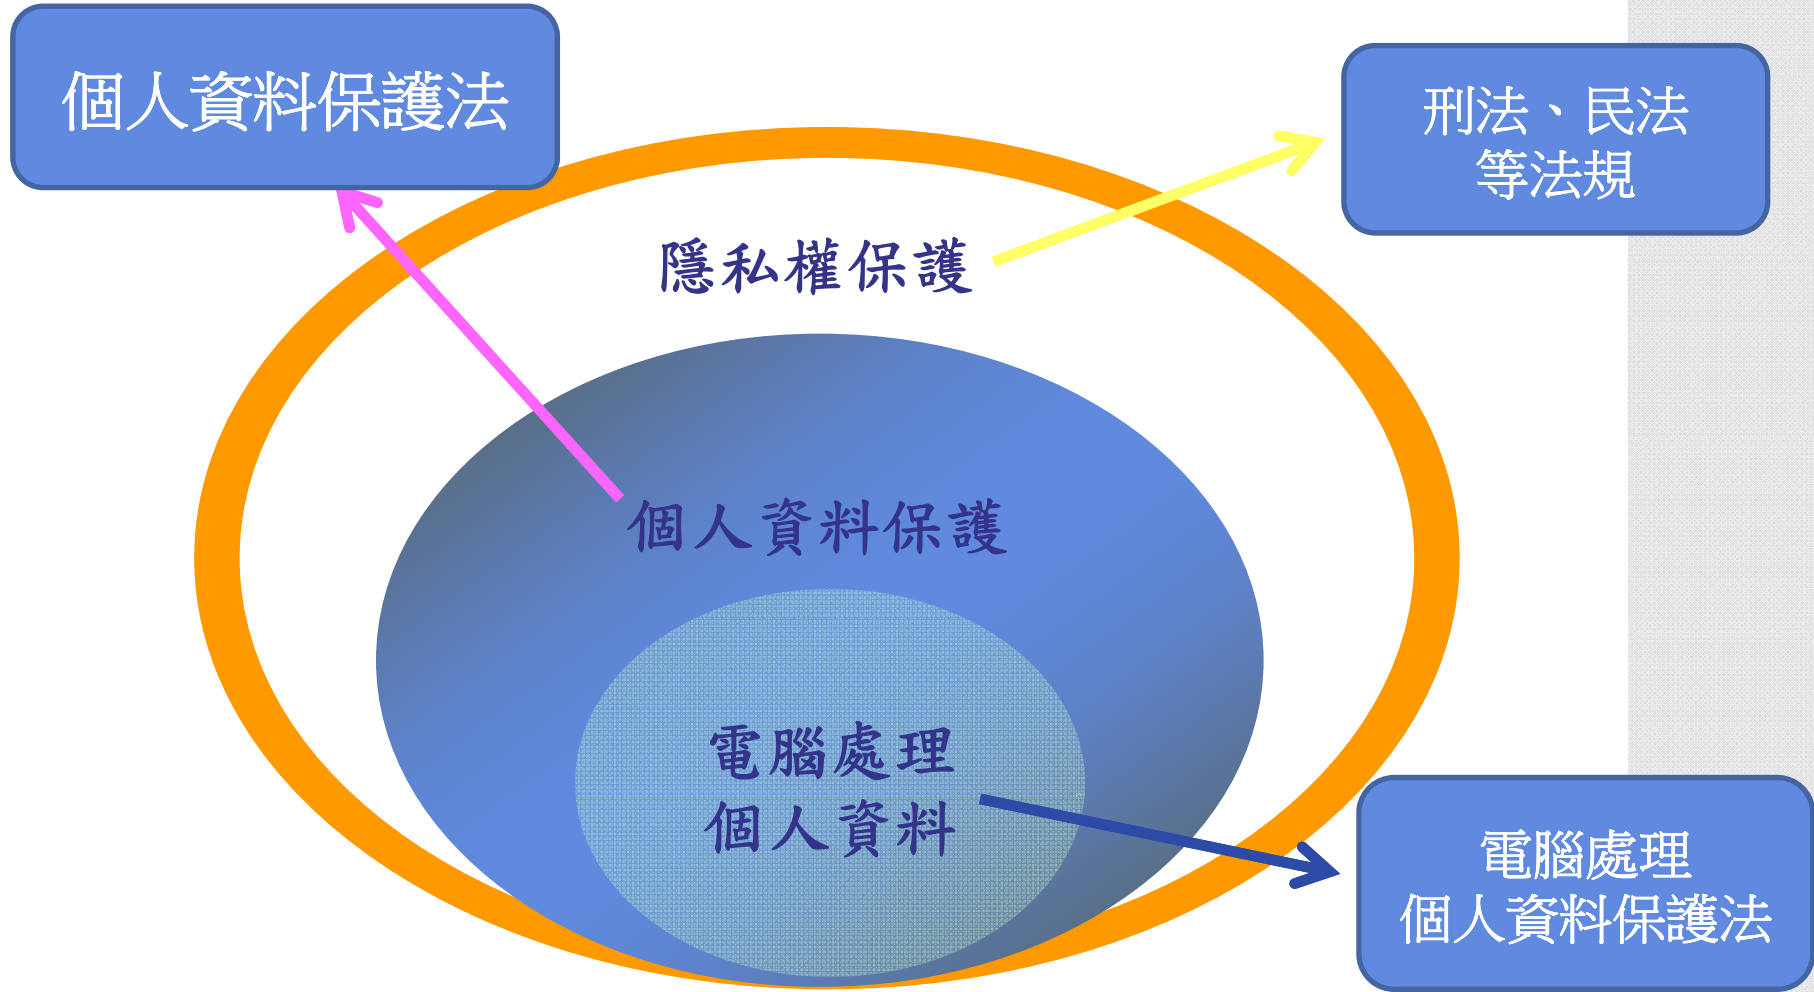 個人資料保護法
刑法、民法
等法規
隱私權保護
個人資料保護
電腦處理
個人資料
電腦處理
個人資料保護法